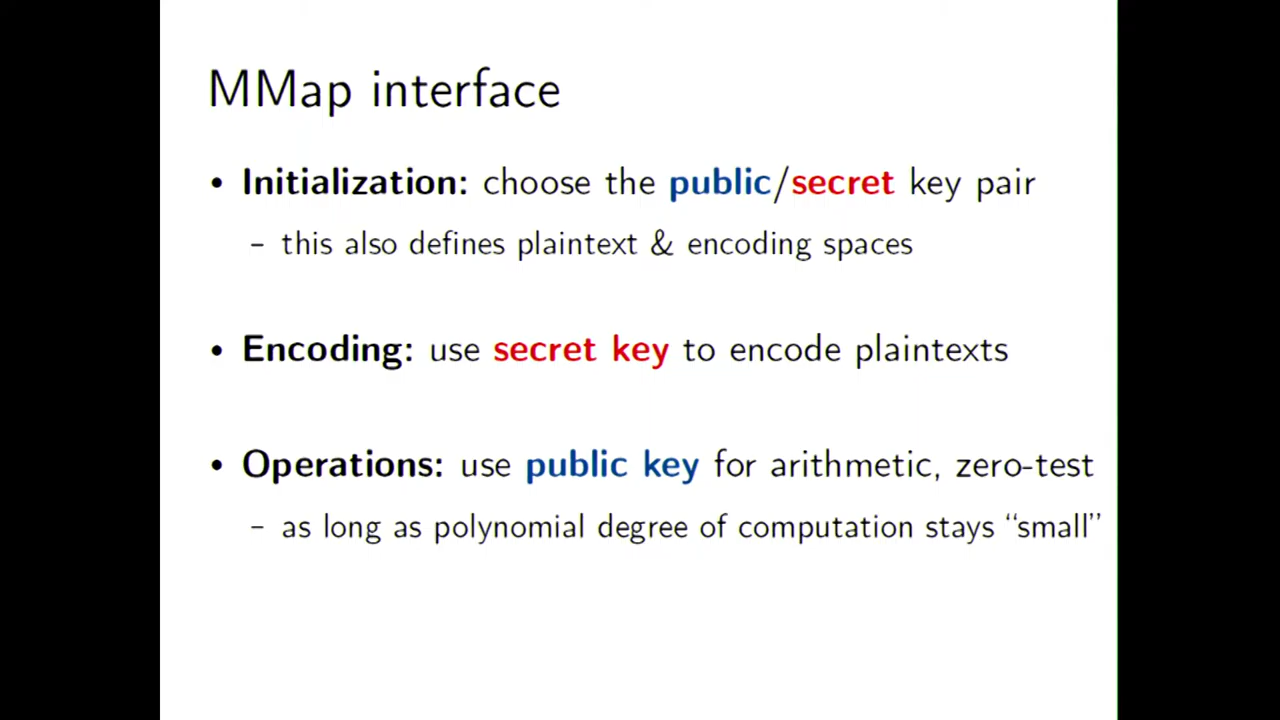 MMap interface
• Initialization: choose the public/secret key pair
– this also defines plaintext & encoding spaces
• Encoding: use secret key to encode plaintexts
• Operations: use public key for arithmetic, zero-test
– as long as polynomial degree of computation stays “small”